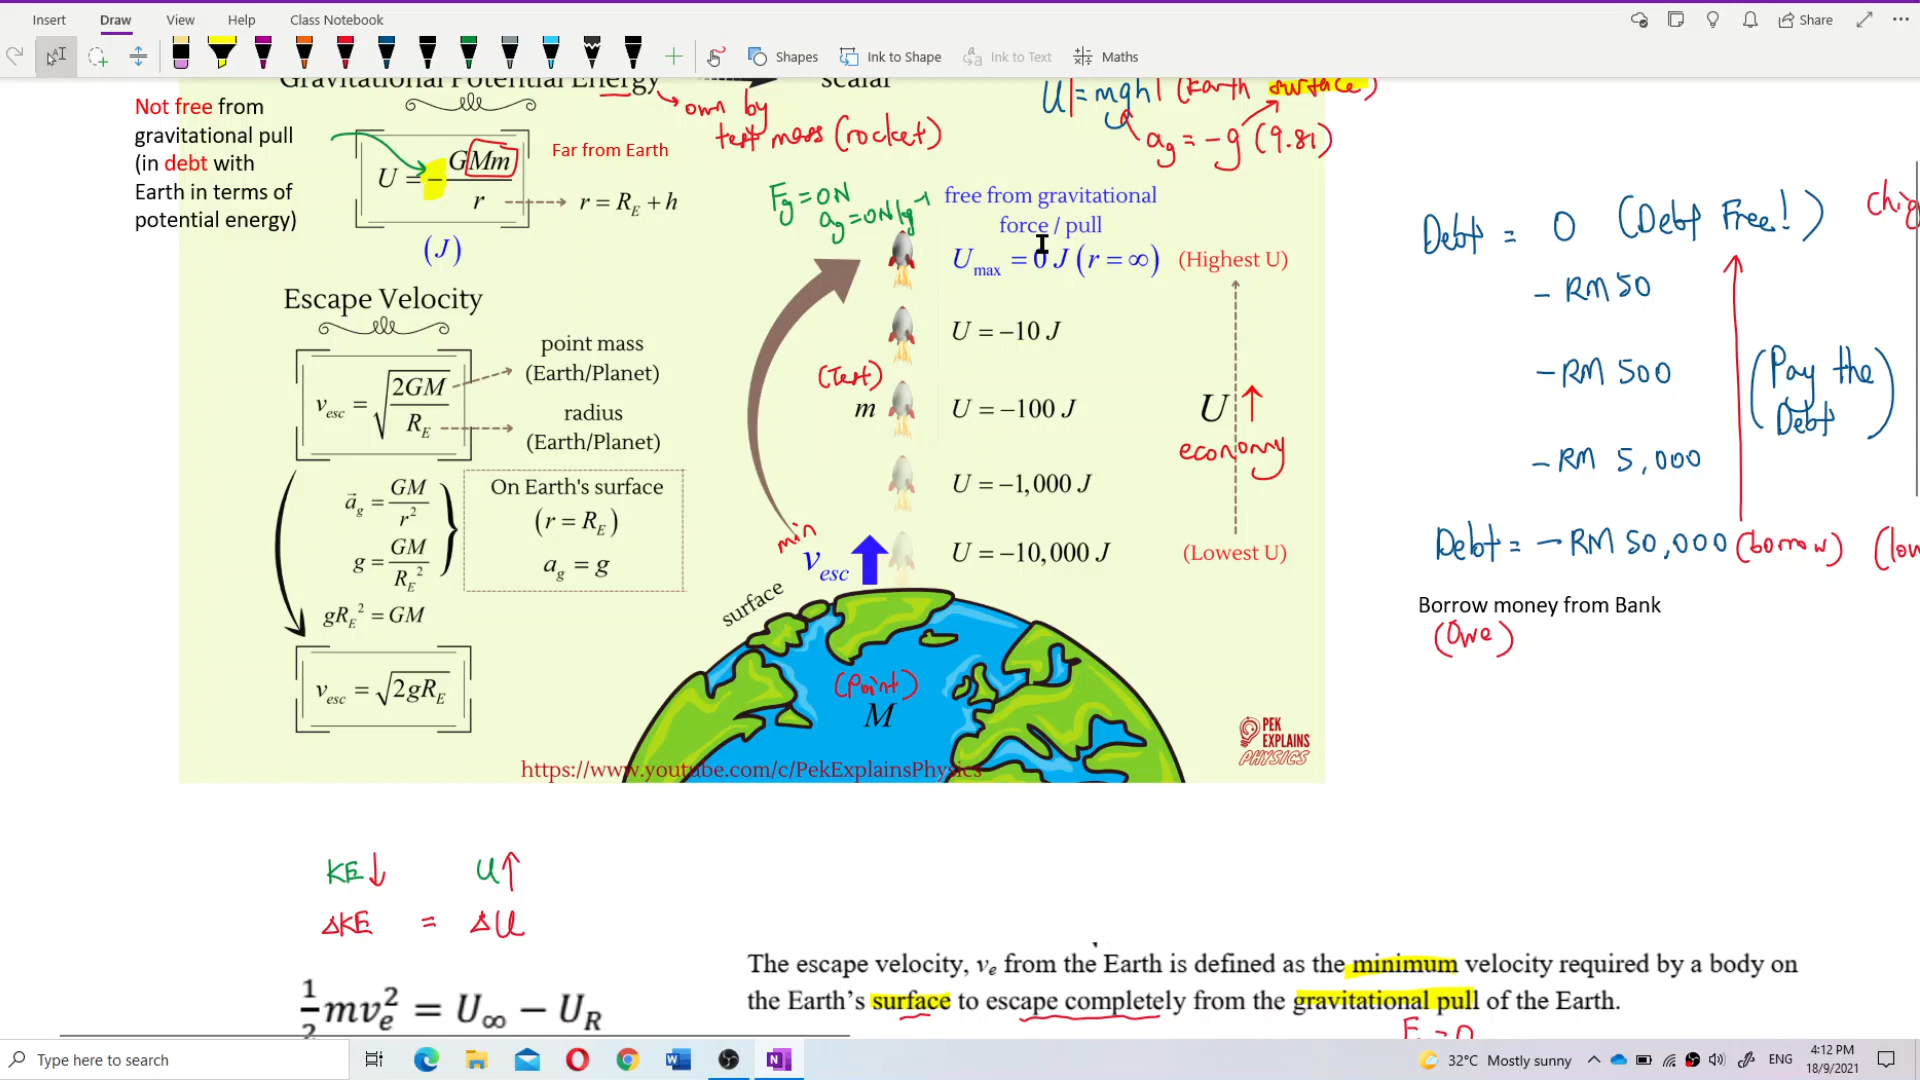 Insert Draw View Help Class Notebook Share
Shapes Ink to Shape Ink to Text Maths
Gravitational Potential Energy scalar
own by
test mass (rocket)
|U|=mgh| (Earth surface)
ag = -g (9.81)
Not free from
gravitational pull
(in debt with
Earth in terms of
potential energy)
U = - GMm / r
Far from Earth
r = R_E + h
(J)
Fg = 0N
ag = 0N kg⁻¹
free from gravitational
force / pull
U_max = 0 J (r = ∞) (Highest U)
U = −10 J
U = −100 J
U = −1,000 J
U = −10,000 J (Lowest U)
(Test)
m
U ↑
economy
Escape Velocity
v_esc = √(2GM / R_E)
point mass
(Earth/Planet)
radius
(Earth/Planet)
a_g = GM / r²
g = GM / R_E²
gR_E² = GM
On Earth's surface
(r = R_E)
a_g = g
v_esc = √2gR_E
min
v_esc
surface
(Point)
M
PEK
EXPLAINS
PHYSICS
https://www.youtube.com/c/PekExplainsPhysics
Debt = 0 (Debt Free!)
- RM 50
- RM 500
- RM 5,000
Debt = - RM 50,000 (borrow)
(Pay the
Debt)
Borrow money from Bank
(Owe)
KE↓ U↑
ΔKE = ΔU
½mv_e² = U_∞ − U_R
The escape velocity, v_e from the Earth is defined as the minimum velocity required by a body on
the Earth's surface to escape completely from the gravitational pull of the Earth.
Type here to search
32°C Mostly sunny ENG
4:12 PM
18/9/2021